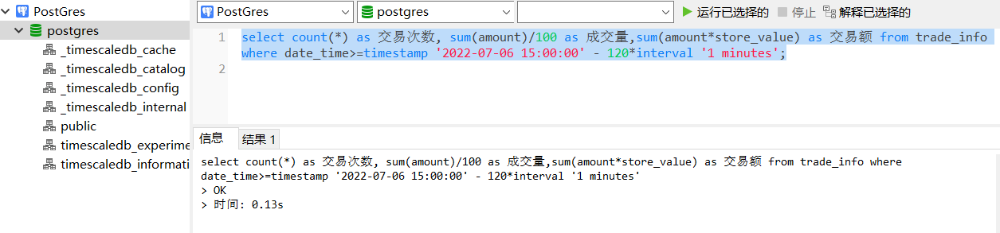 PostGres
postgres
_timescaledb_cache
_timescaledb_catalog
_timescaledb_config
_timescaledb_internal
public
timescaledb_experime
timescaledb_informati
PostGres postgres 运行已选择的 停止 解释已选择的
1 select count(*) as 交易次数, sum(amount)/100 as 成交量,sum(amount*store_value) as 交易额 from trade_info
where date_time>=timestamp '2022-07-06 15:00:00' - 120*interval '1 minutes';
2
信息 结果 1
select count(*) as 交易次数, sum(amount)/100 as 成交量,sum(amount*store_value) as 交易额 from trade_info where
date_time>=timestamp '2022-07-06 15:00:00' - 120*interval '1 minutes'
> OK
> 时间: 0.13s